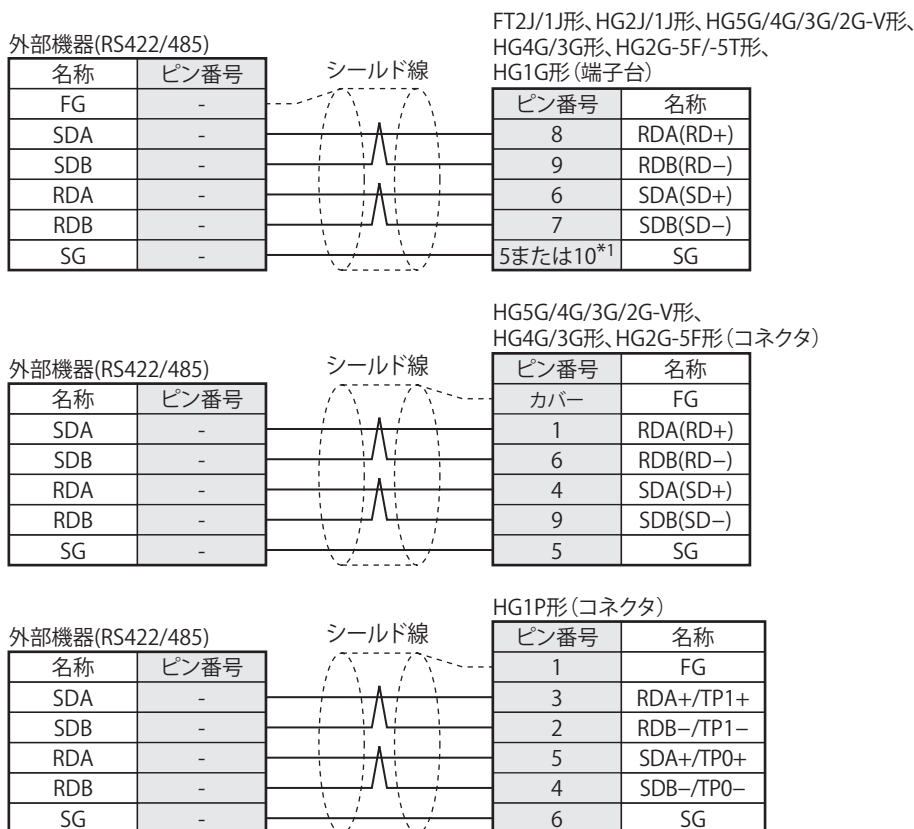 FT2J/1J形、HG2J/1J形、HG5G/4G/3G/2G-V形、
HG4G/3G形、HG2G-5F/-5T形、
HG1G形（端子台）
外部機器(RS422/485)
シールド線
名称 ピン番号 ピン番号 名称
FG -
SDA - 8 RDA(RD+)
SDB - 9 RDB(RD−)
RDA - 6 SDA(SD+)
RDB - 7 SDB(SD−)
SG - 5または10*1 SG
HG5G/4G/3G/2G-V形、
HG4G/3G形、HG2G-5F形（コネクタ）
外部機器(RS422/485)
シールド線
ピン番号 名称
名称 ピン番号 カバー FG
SDA - 1 RDA(RD+)
SDB - 6 RDB(RD−)
RDA - 4 SDA(SD+)
RDB - 9 SDB(SD−)
SG - 5 SG
HG1P形（コネクタ）
外部機器(RS422/485)
シールド線
ピン番号 名称
名称 ピン番号 1 FG
SDA - 3 RDA+/TP1+
SDB - 2 RDB−/TP1−
RDA - 5 SDA+/TP0+
RDB - 4 SDB−/TP0−
SG - 6 SG